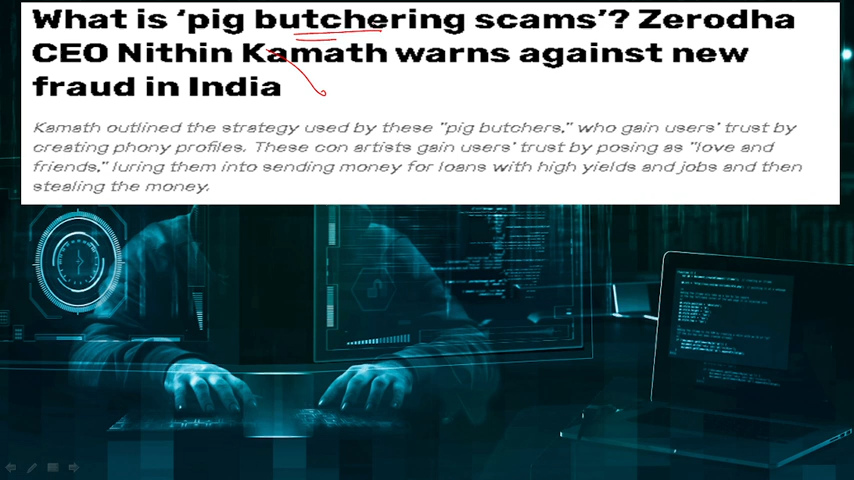 What is ‘pig butchering scams’? Zerodha
CEO Nithin Kamath warns against new
fraud in India
Kamath outlined the strategy used by these "pig butchers," who gain users' trust by
creating phony profiles. These con artists gain users' trust by posing as "love and
friends," luring them into sending money for loans with high yields and jobs and then
stealing the money.